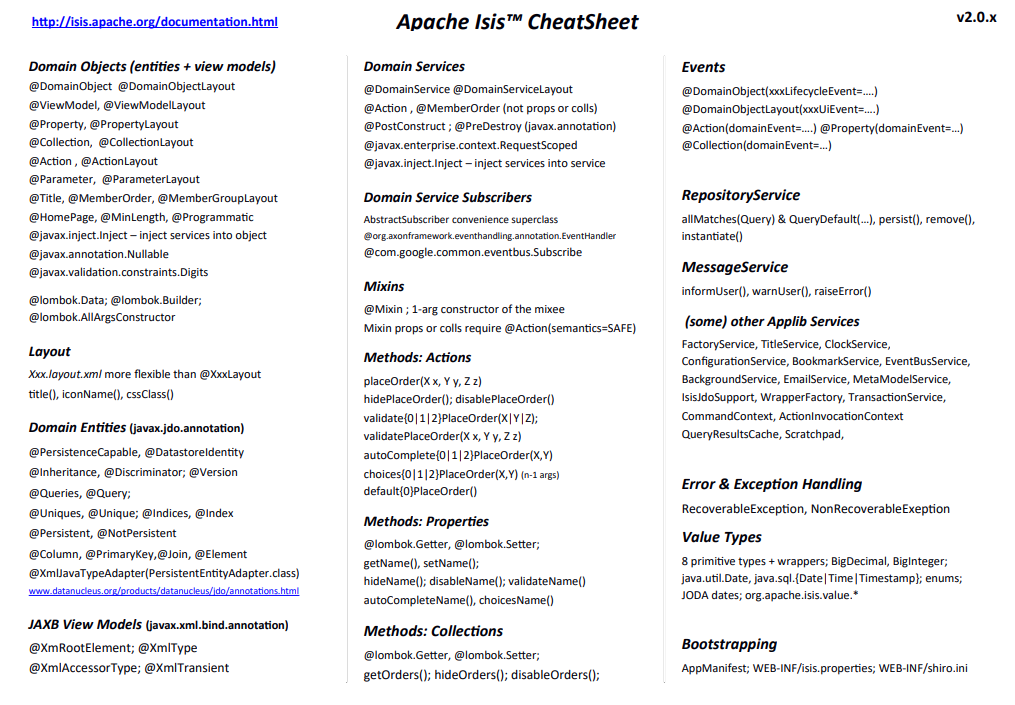 http://isis.apache.org/documentation.html
Apache Isis™ CheatSheet
v2.0.x
Domain Objects (entities + view models)
@DomainObject @DomainObjectLayout
@ViewModel, @ViewModelLayout
@Property, @PropertyLayout
@Collection, @CollectionLayout
@Action , @ActionLayout
@Parameter, @ParameterLayout
@Title, @MemberOrder, @MemberGroupLayout
@HomePage, @MinLength, @Programmatic
@javax.inject.Inject – inject services into object
@javax.annotation.Nullable
@javax.validation.constraints.Digits
@lombok.Data; @lombok.Builder;
@lombok.AllArgsConstructor
Layout
Xxx.layout.xml more flexible than @XxxLayout
title(), iconName(), cssClass()
Domain Entities (javax.jdo.annotation)
@PersistenceCapable, @DatastoreIdentity
@Inheritance, @Discriminator; @Version
@Queries, @Query;
@Uniques, @Unique; @Indices, @Index
@Persistent, @NotPersistent
@Column, @PrimaryKey,@Join, @Element
@XmlJavaTypeAdapter(PersistentEntityAdapter.class)
www.datanucleus.org/products/datanucleus/jdo/annotations.html
JAXB View Models (javax.xml.bind.annotation)
@XmRootElement; @XmlType
@XmlAccessorType; @XmlTransient
Domain Services
@DomainService @DomainServiceLayout
@Action , @MemberOrder (not props or colls)
@PostConstruct ; @PreDestroy (javax.annotation)
@javax.enterprise.context.RequestScoped
@javax.inject.Inject – inject services into service
Domain Service Subscribers
AbstractSubscriber convenience superclass
@org.axonframework.eventhandling.annotation.EventHandler
@com.google.common.eventbus.Subscribe
Mixins
@Mixin ; 1-arg constructor of the mixee
Mixin props or colls require @Action(semantics=SAFE)
Methods: Actions
placeOrder(X x, Y y, Z z)
hidePlaceOrder(); disablePlaceOrder()
validate{0|1|2}PlaceOrder(X|Y|Z);
validatePlaceOrder(X x, Y y, Z z)
autoComplete{0|1|2}PlaceOrder(X,Y)
choices{0|1|2}PlaceOrder(X,Y) (n-1 args)
default{0}PlaceOrder()
Methods: Properties
@lombok.Getter, @lombok.Setter;
getName(), setName();
hideName(); disableName(); validateName()
autoCompleteName(), choicesName()
Methods: Collections
@lombok.Getter, @lombok.Setter;
getOrders(); hideOrders(); disableOrders();
Events
@DomainObject(xxxLifecycleEvent=....)
@DomainObjectLayout(xxxUiEvent=....)
@Action(domainEvent=....) @Property(domainEvent=...)
@Collection(domainEvent=...)
RepositoryService
allMatches(Query) & QueryDefault(...), persist(), remove(),
instantiate()
MessageService
informUser(), warnUser(), raiseError()
(some) other Applib Services
FactoryService, TitleService, ClockService,
ConfigurationService, BookmarkService, EventBusService,
BackgroundService, EmailService, MetaModelService,
IsisJdoSupport, WrapperFactory, TransactionService,
CommandContext, ActionInvocationContext
QueryResultsCache, Scratchpad,
Error & Exception Handling
RecoverableException, NonRecoverableExeption
Value Types
8 primitive types + wrappers; BigDecimal, BigInteger;
java.util.Date, java.sql.{Date|Time|Timestamp}; enums;
JODA dates; org.apache.isis.value.*
Bootstrapping
AppManifest; WEB-INF/isis.properties; WEB-INF/shiro.ini